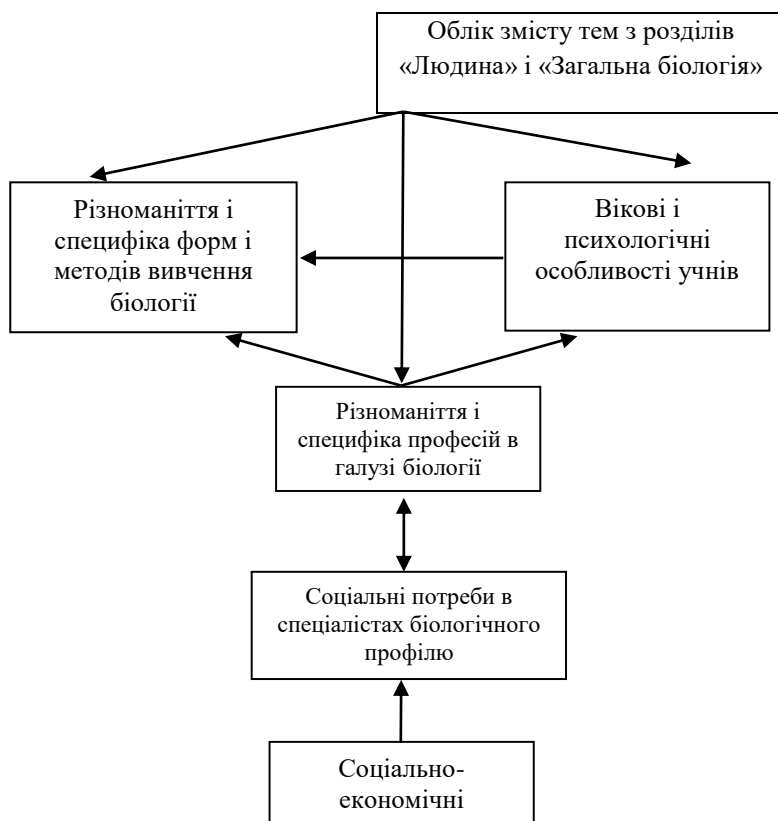 Облік змісту тем з розділів
«Людина» і «Загальна біологія»
Різноманіття і
специфіка форм і
методів вивчення
біології
Вікові і
психологічні
особливості учнів
Різноманіття і
специфіка професій в
галузі біології
Соціальні потреби в
спеціалістах біологічного
профілю
Соціально-
економічні